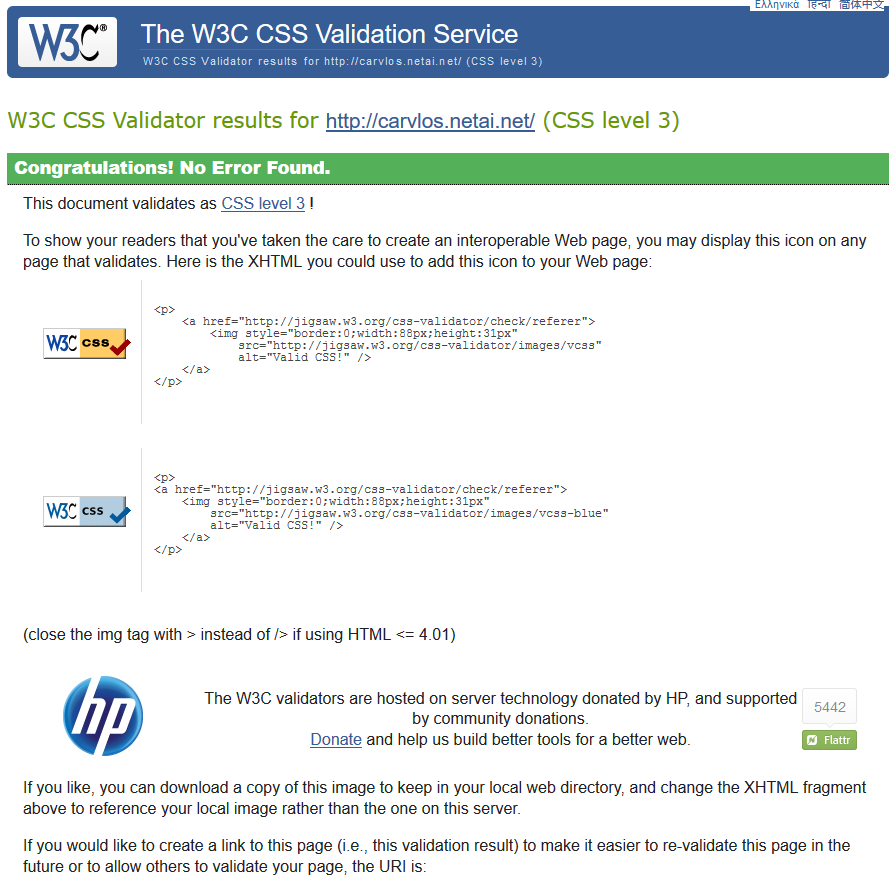 Ελληνικά हिन्दी 简体中文
W3C®
The W3C CSS Validation Service
W3C CSS Validator results for http://carvlos.netai.net/ (CSS level 3)
W3C CSS Validator results for http://carvlos.netai.net/ (CSS level 3)
Congratulations! No Error Found.
This document validates as CSS level 3 !
To show your readers that you've taken the care to create an interoperable Web page, you may display this icon on any
page that validates. Here is the XHTML you could use to add this icon to your Web page:
W3C css
<p>
<a href="http://jigsaw.w3.org/css-validator/check/referer">
<img style="border:0;width:88px;height:31px"
src="http://jigsaw.w3.org/css-validator/images/vcss"
alt="Valid CSS!" />
</a>
</p>
W3C css
<p>
<a href="http://jigsaw.w3.org/css-validator/check/referer">
<img style="border:0;width:88px;height:31px"
src="http://jigsaw.w3.org/css-validator/images/vcss-blue"
alt="Valid CSS!" />
</a>
</p>
(close the img tag with > instead of /> if using HTML <= 4.01)
hp
The W3C validators are hosted on server technology donated by HP, and supported
by community donations.
Donate and help us build better tools for a better web.
5442
Flattr
If you like, you can download a copy of this image to keep in your local web directory, and change the XHTML fragment
above to reference your local image rather than the one on this server.
If you would like to create a link to this page (i.e., this validation result) to make it easier to re-validate this page in the
future or to allow others to validate your page, the URI is: